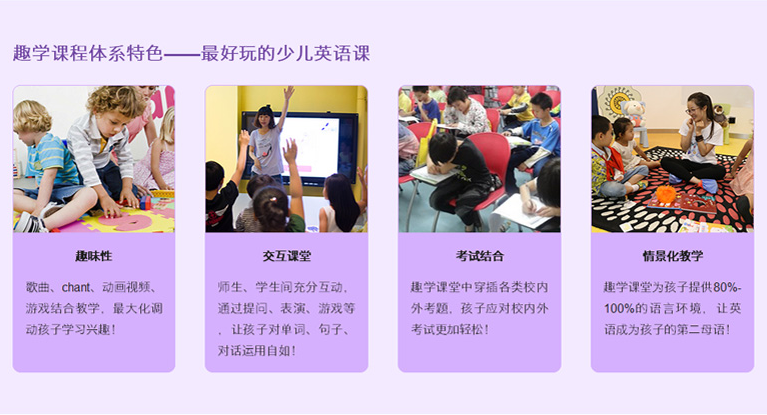 趣学课程体系特色——最好玩的少儿英语课
趣味性
歌曲、chant、动画视频、
游戏结合教学，最大化调
动孩子学习兴趣！
交互课堂
师生、学生间充分互动，
通过提问、表演、游戏等
，让孩子对单词、句子、
对话运用自如！
考试结合
趣学课堂中穿插各类校内
外考题，孩子应对校内外
考试更加轻松！
情景化教学
趣学课堂为孩子提供80%-
100%的语言环境，让英
语成为孩子的第二母语！